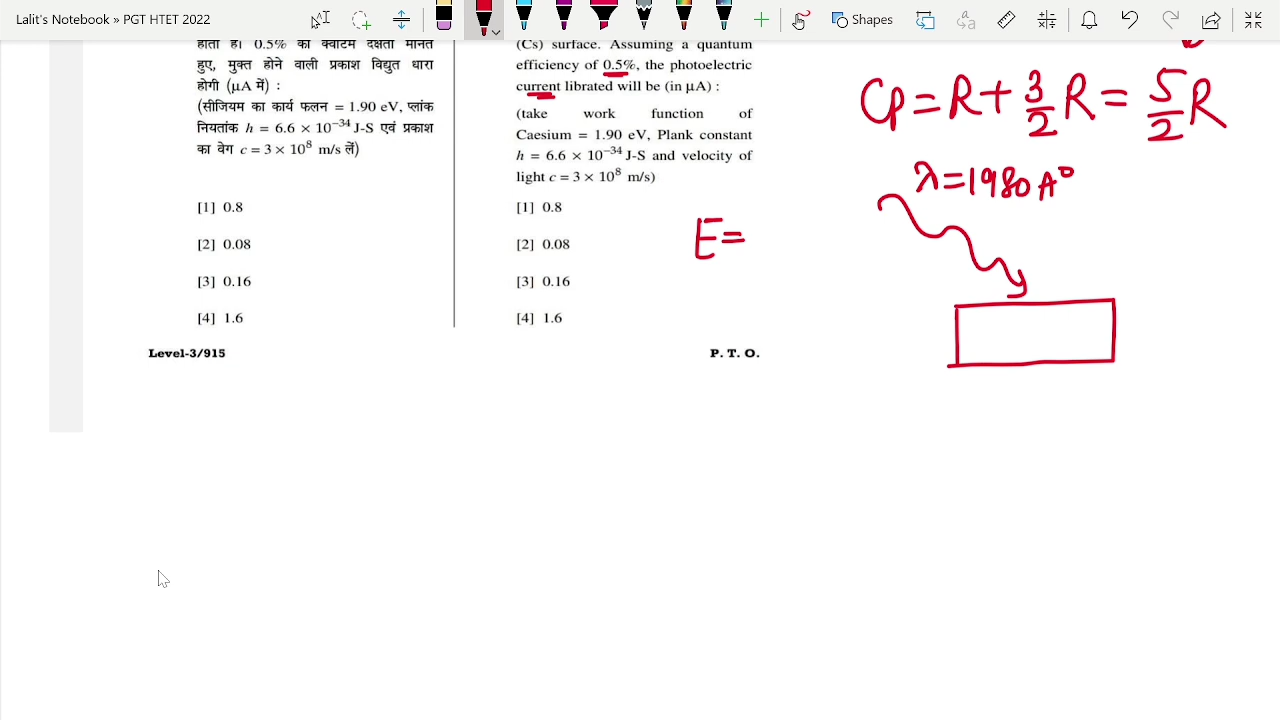 Lalit's Notebook » PGT HTET 2022
Shapes
होता है। 0.5% की क्वांटम दक्षता मानते
हुए, मुक्त होने वाली प्रकाश विद्युत धारा
होगी (μA में) :
(सीजियम का कार्य फलन = 1.90 eV, प्लांक
नियतांक h = 6.6 × 10⁻³⁴ J-S एवं प्रकाश
का वेग c = 3 × 10⁸ m/s लें)
[1] 0.8
[2] 0.08
[3] 0.16
[4] 1.6
Level-3/915
(Cs) surface. Assuming a quantum
efficiency of 0.5%, the photoelectric
current librated will be (in μA) :
(take work function of
Caesium = 1.90 eV, Plank constant
h = 6.6 × 10⁻³⁴ J-S and velocity of
light c = 3 × 10⁸ m/s)
[1] 0.8
[2] 0.08
[3] 0.16
[4] 1.6
P. T. O.
Cp = R + 3/2 R = 5/2 R
λ = 1980 A°
E =